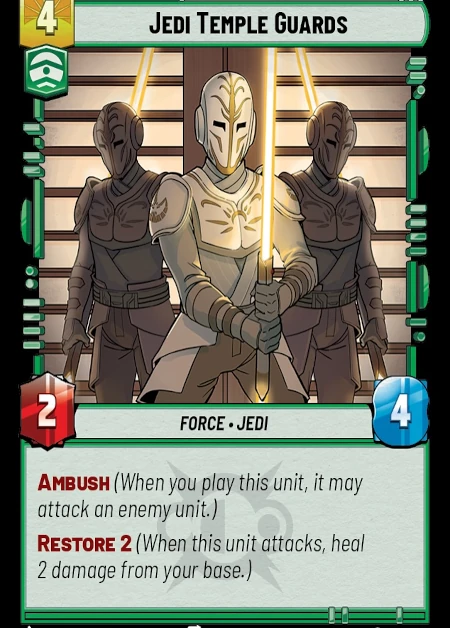 4
JEDI TEMPLE GUARDS
2
FORCE • JEDI
4
AMBUSH (When you play this unit, it may
attack an enemy unit.)
RESTORE 2 (When this unit attacks, heal
2 damage from your base.)